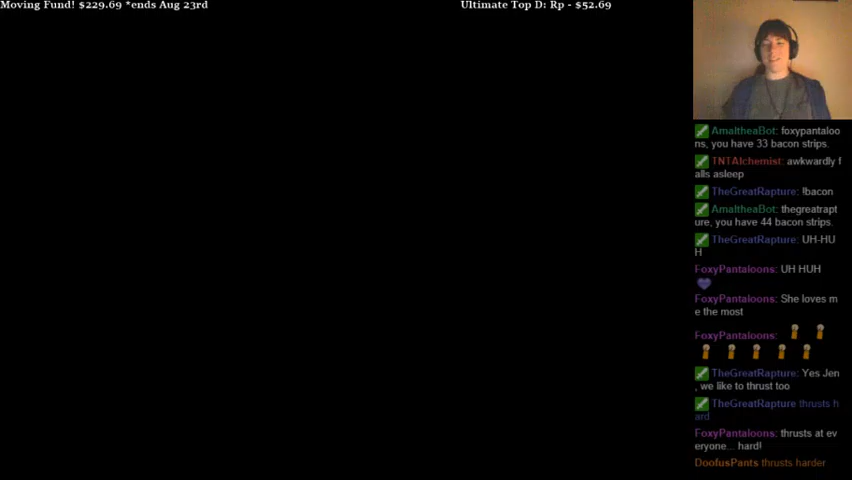 Moving Fund! $229.69 *ends Aug 23rd
Ultimate Top D: Rp - $52.69
AmaltheaBot: foxypantaloo
ns, you have 33 bacon strips.
TNTAlchemist: awkwardly f
alls asleep
TheGreatRapture: !bacon
AmaltheaBot: thegreatrapt
ure, you have 44 bacon strips.
TheGreatRapture: UH-HU
H
FoxyPantaloons: UH HUH
FoxyPantaloons: She loves m
e the most
FoxyPantaloons:
TheGreatRapture: Yes Jen
, we like to thrust too
TheGreatRapture thrusts h
ard
FoxyPantaloons: thrusts at ev
eryone... hard!
DoofusPants thrusts harder